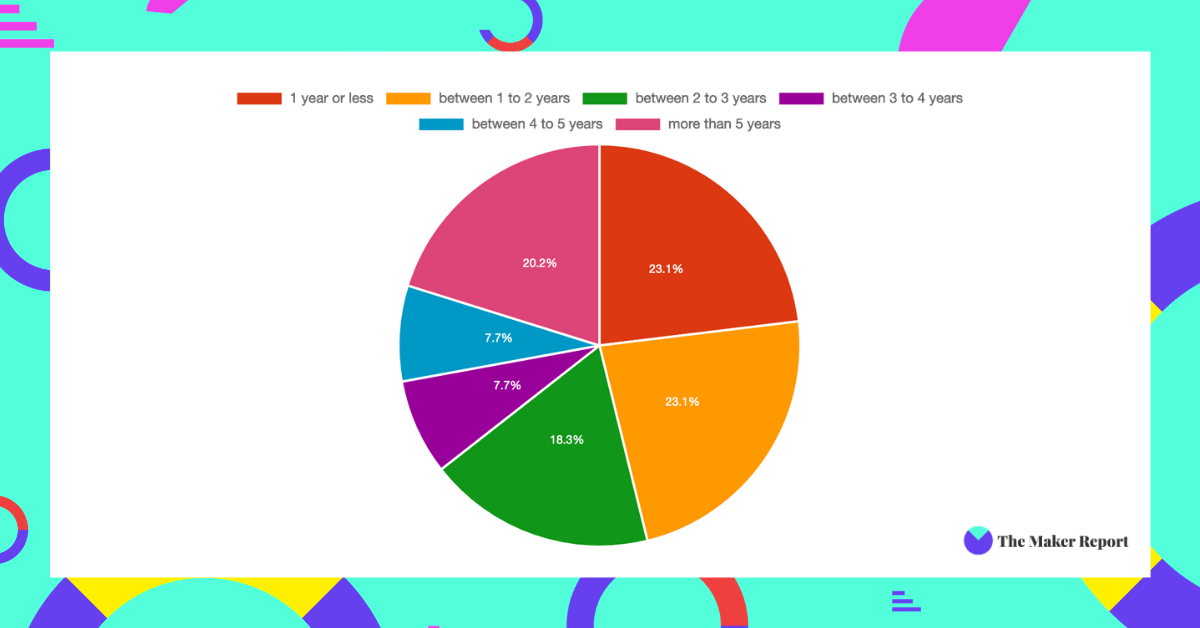 1 year or less between 1 to 2 years between 2 to 3 years between 3 to 4 years
between 4 to 5 years more than 5 years
20.2%
23.1%
7.7%
7.7%
23.1%
18.3%
The Maker Report